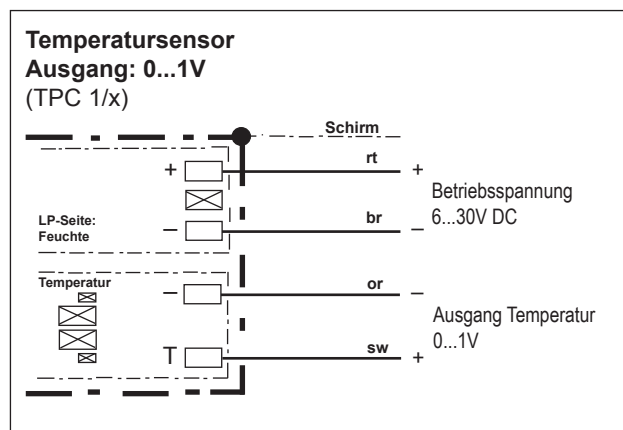 Temperatursensor
Ausgang: 0...1V
(TPC 1/x)
Schirm
+ rt +
Betriebsspannung
6...30V DC
LP-Seite:
Feuchte
– br –
Temperatur
– or –
Ausgang Temperatur
0...1V
T sw +